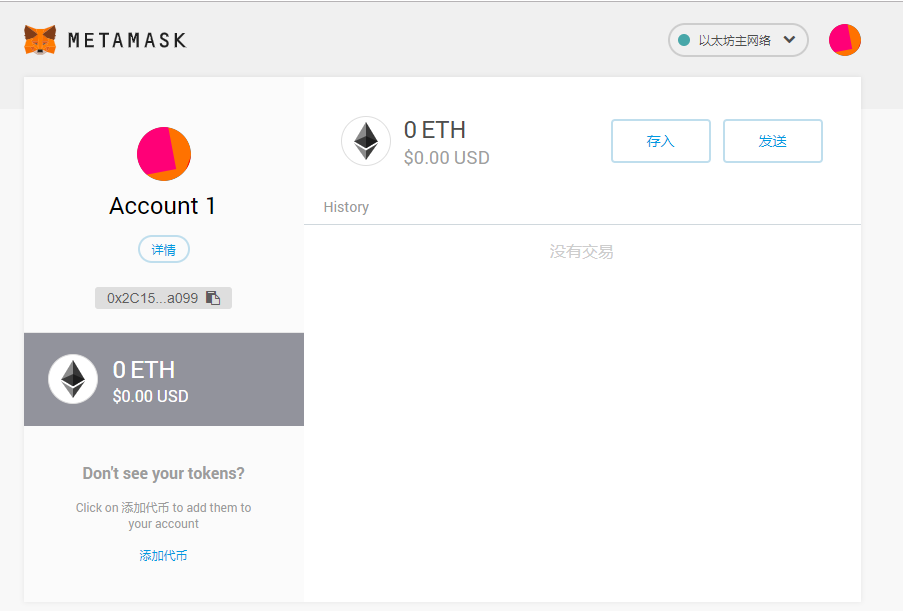 METAMASK
以太坊主网络
Account 1
详情
0x2C15...a099
0 ETH
$0.00 USD
Don't see your tokens?
Click on 添加代币 to add them to
your account
添加代币
0 ETH
$0.00 USD
存入
发送
History
没有交易